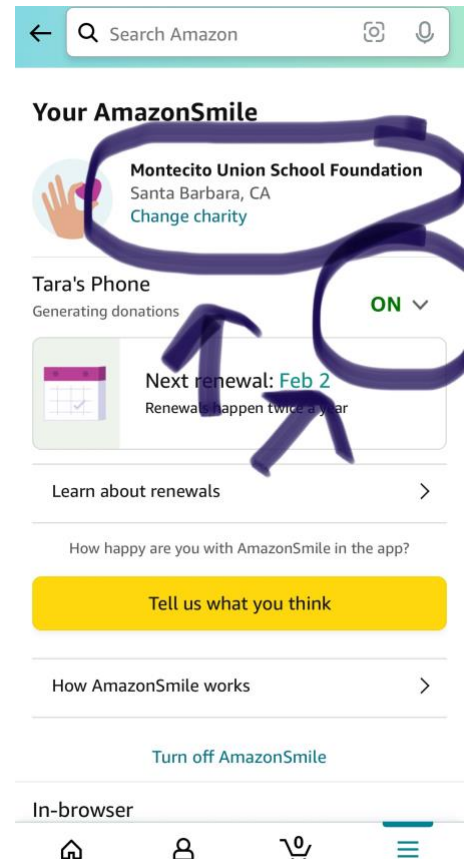 Search Amazon
Your AmazonSmile
Montecito Union School Foundation
Santa Barbara, CA
Change charity
Tara's Phone
Generating donations
ON
Next renewal: Feb 2
Renewals happen twice a year
Learn about renewals
How happy are you with AmazonSmile in the app?
Tell us what you think
How AmazonSmile works
Turn off AmazonSmile
In-browser
0